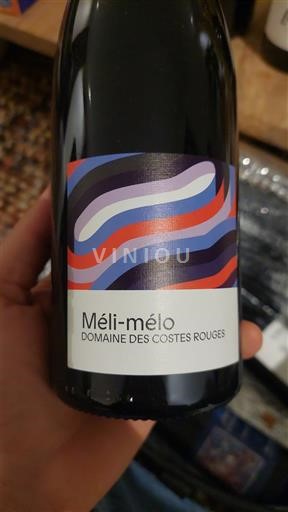 VINIOU
Méli-mélo
DOMAINE DES COSTES ROUGES